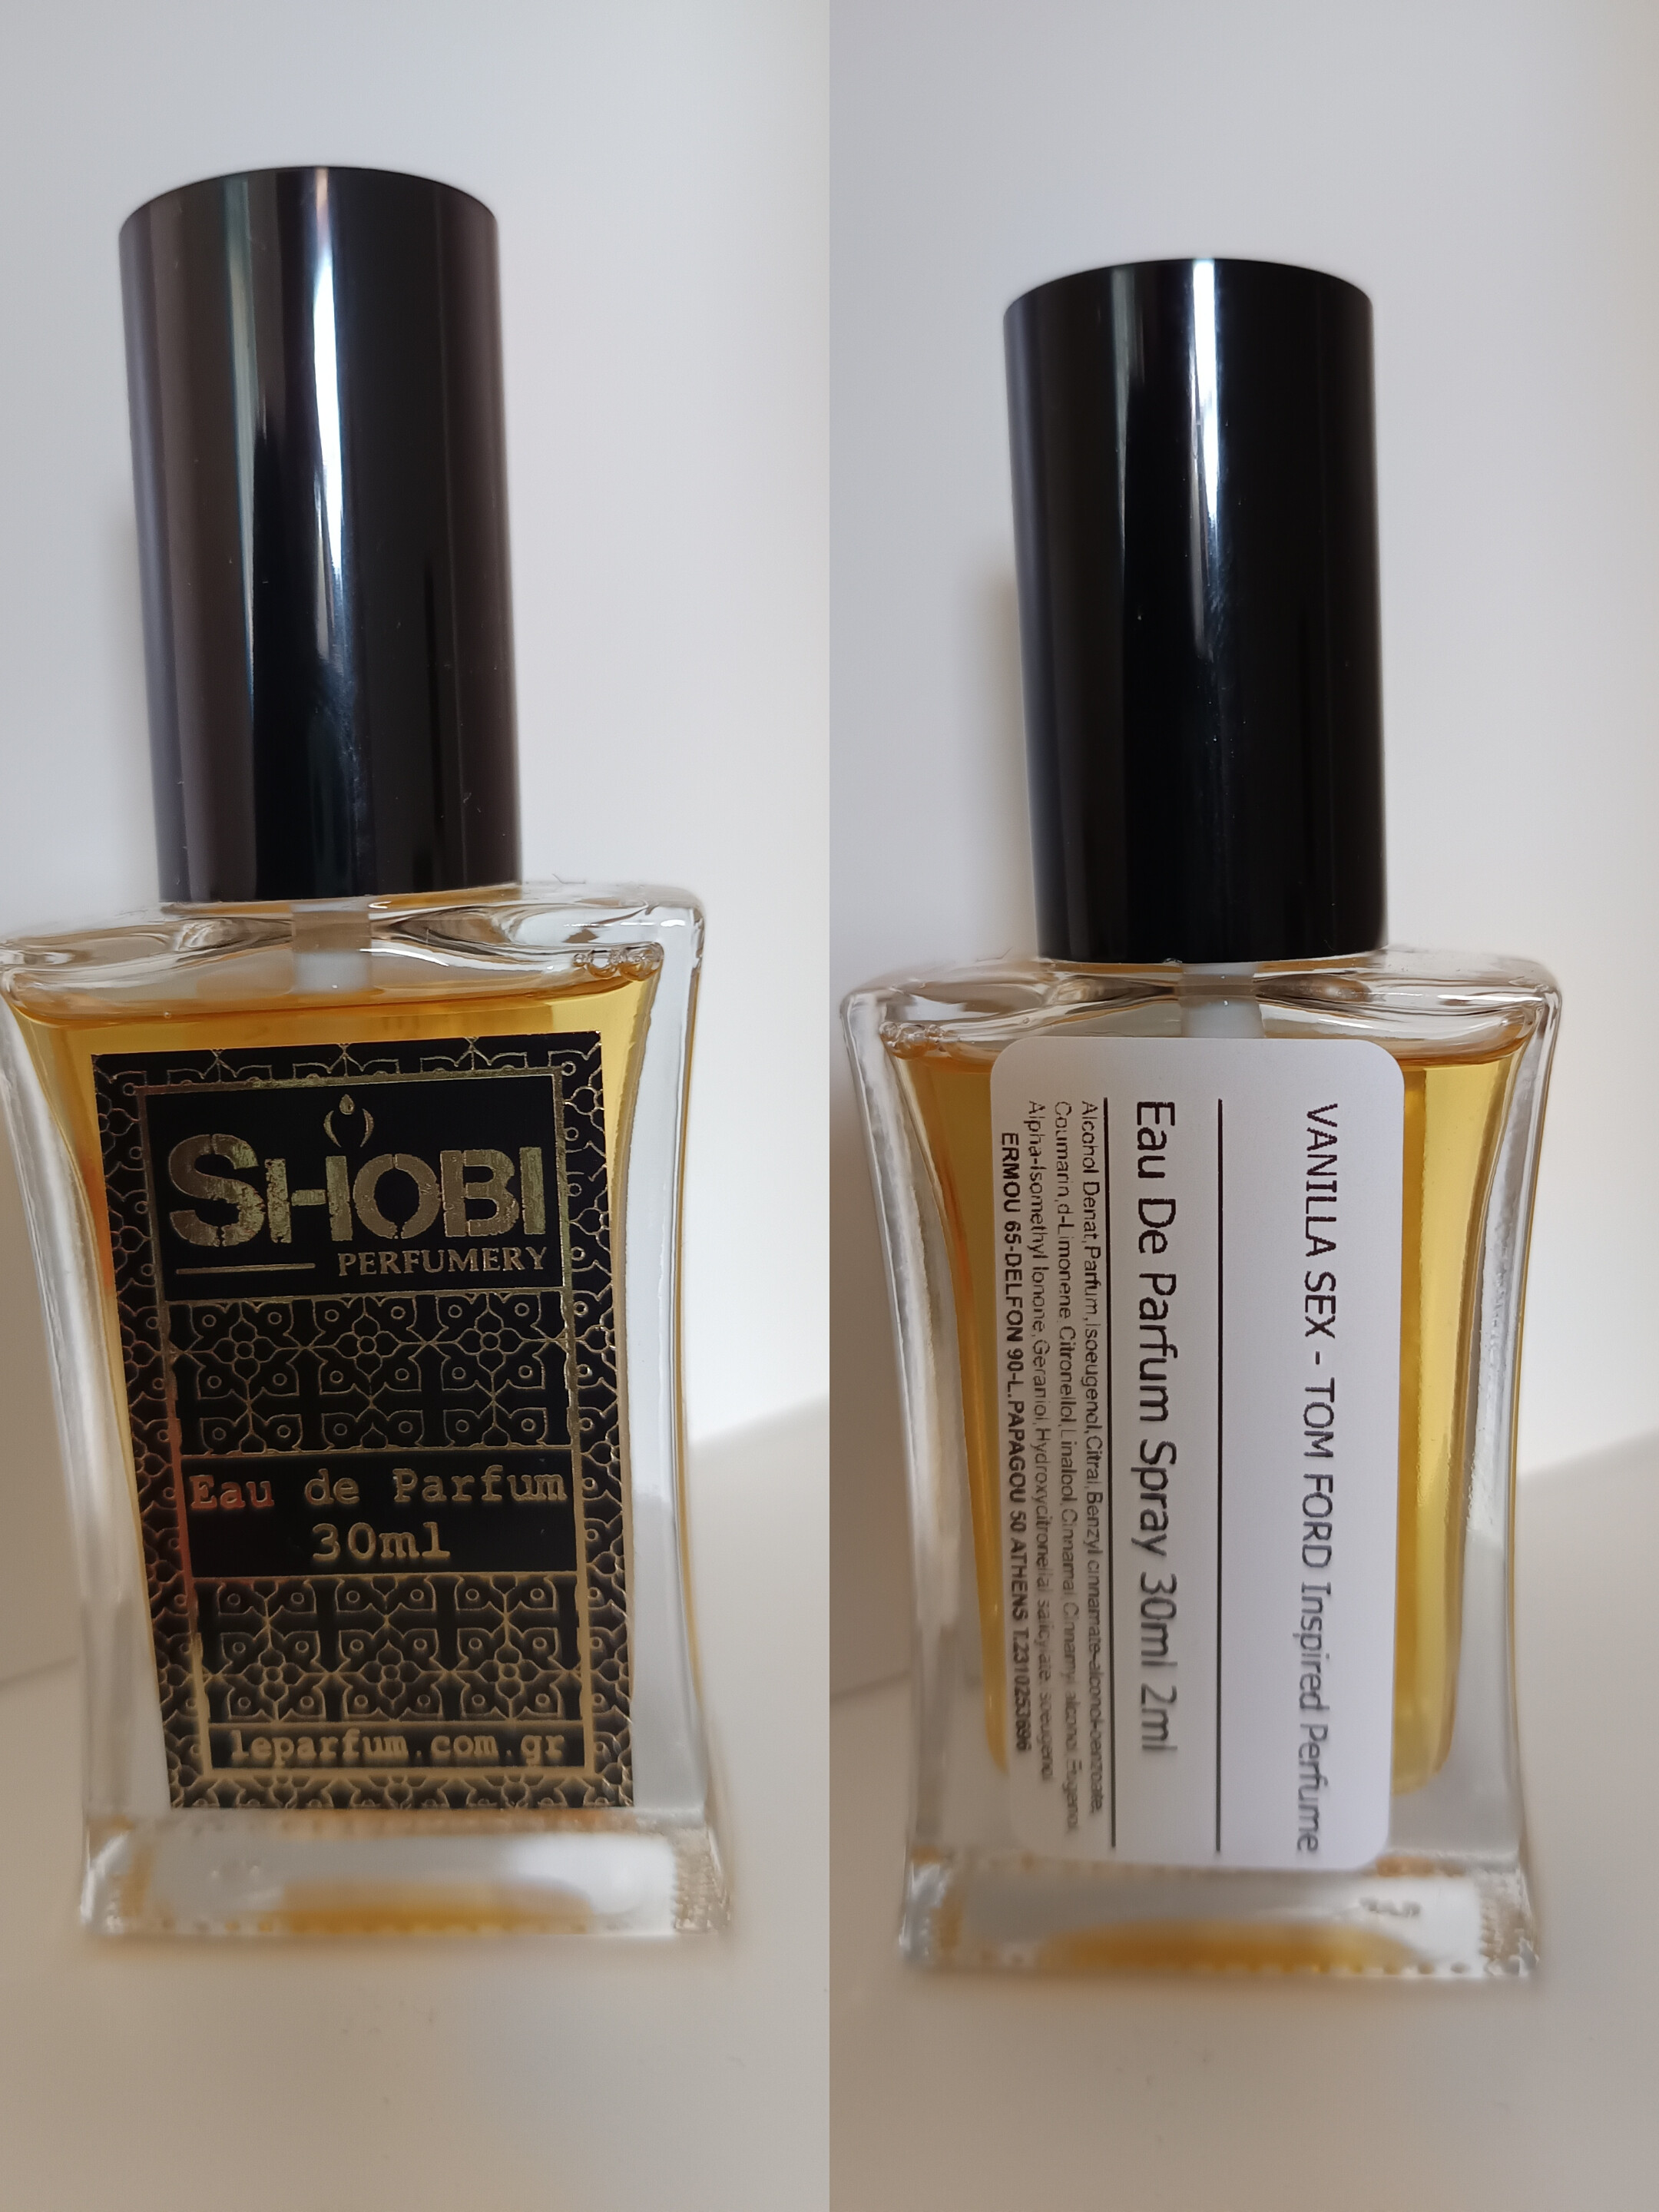 SHOBI
PERFUMERY
Eau de Parfum
30ml
leparfum.com.gr
VANILLA SEX - TOM FORD Inspired Perfume
Eau De Parfum Spray 30ml 2ml
Alcohol Denat,Parfum,Isoeugenol,Citral,Benzyl cinnamate-alcohol-benzoate,
Coumarin,d-Limonene,Citronellol,Linalool,Cinnamal,Cinnamyl alcohol,Eugenol,
Alpha-Isomethyl Ionone,Geraniol,Hydroxycitronellal, salicylate, isoeugenol
ERMOU 65-DELFON 90-L.PAPAGOU 50 ATHENS T.2310253696